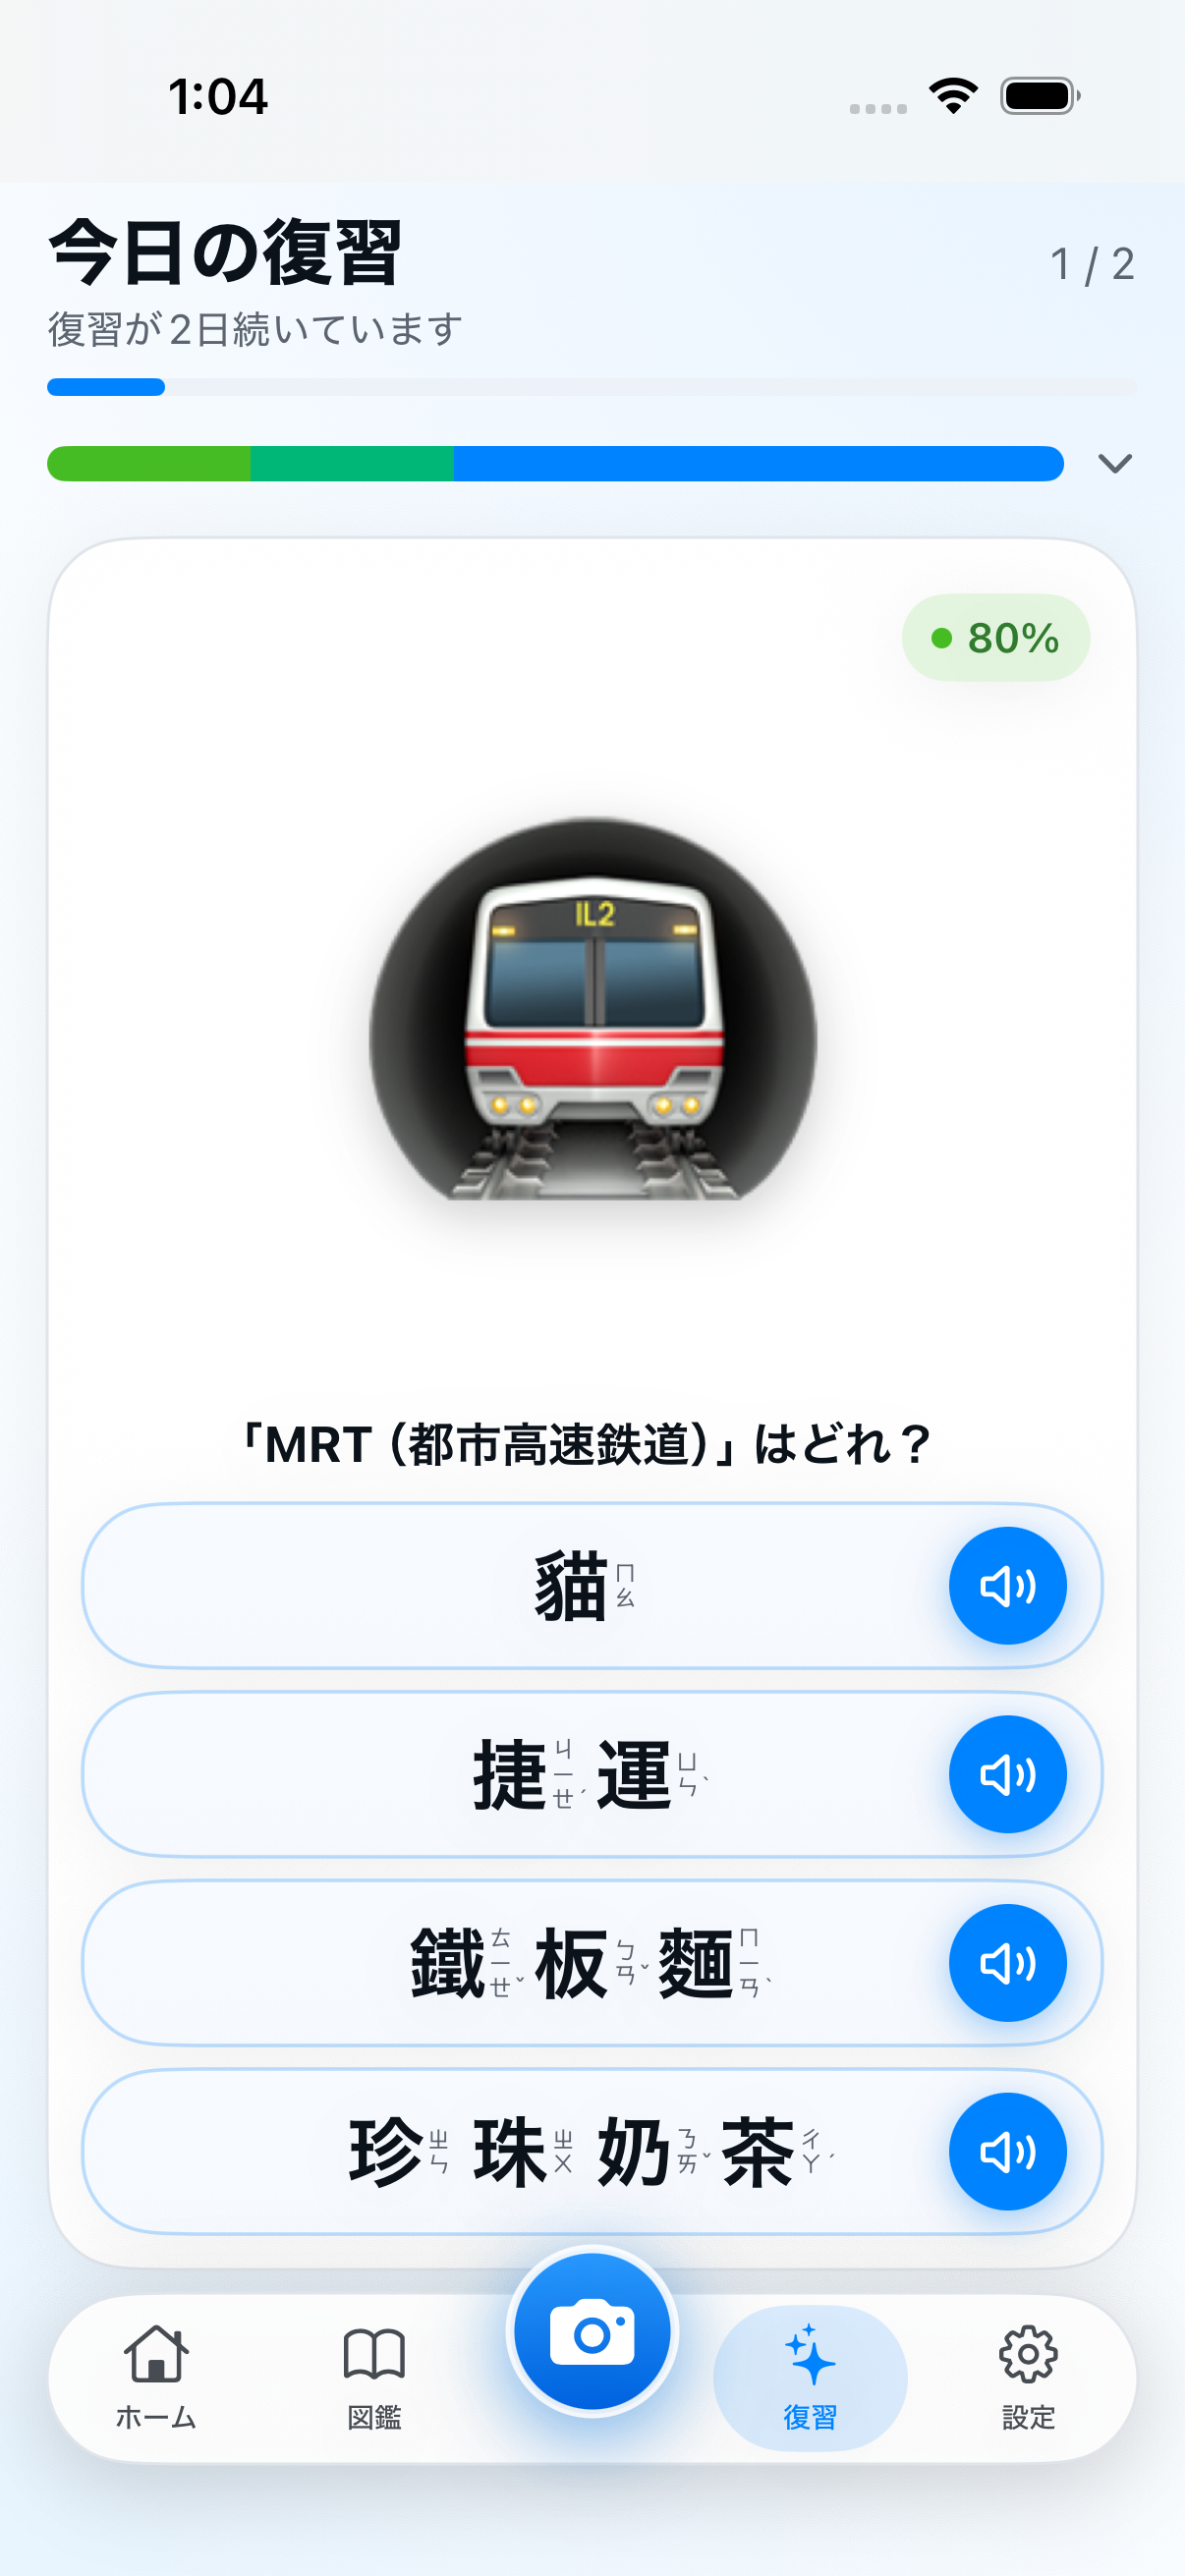 1:04
今日の復習
1 / 2
復習が2日続いています
80%
IL2
「MRT（都市高速鉄道）」はどれ？
貓ㄇㄠ
捷ㄐㄧㄝˊ運ㄩㄣˋ
鐵ㄊㄧㄝˇ板ㄅㄢˇ麵ㄇㄧㄢˋ
珍ㄓㄣ珠ㄓㄨ奶ㄋㄞˇ茶ㄔㄚˊ
ホーム
図鑑
復習
設定